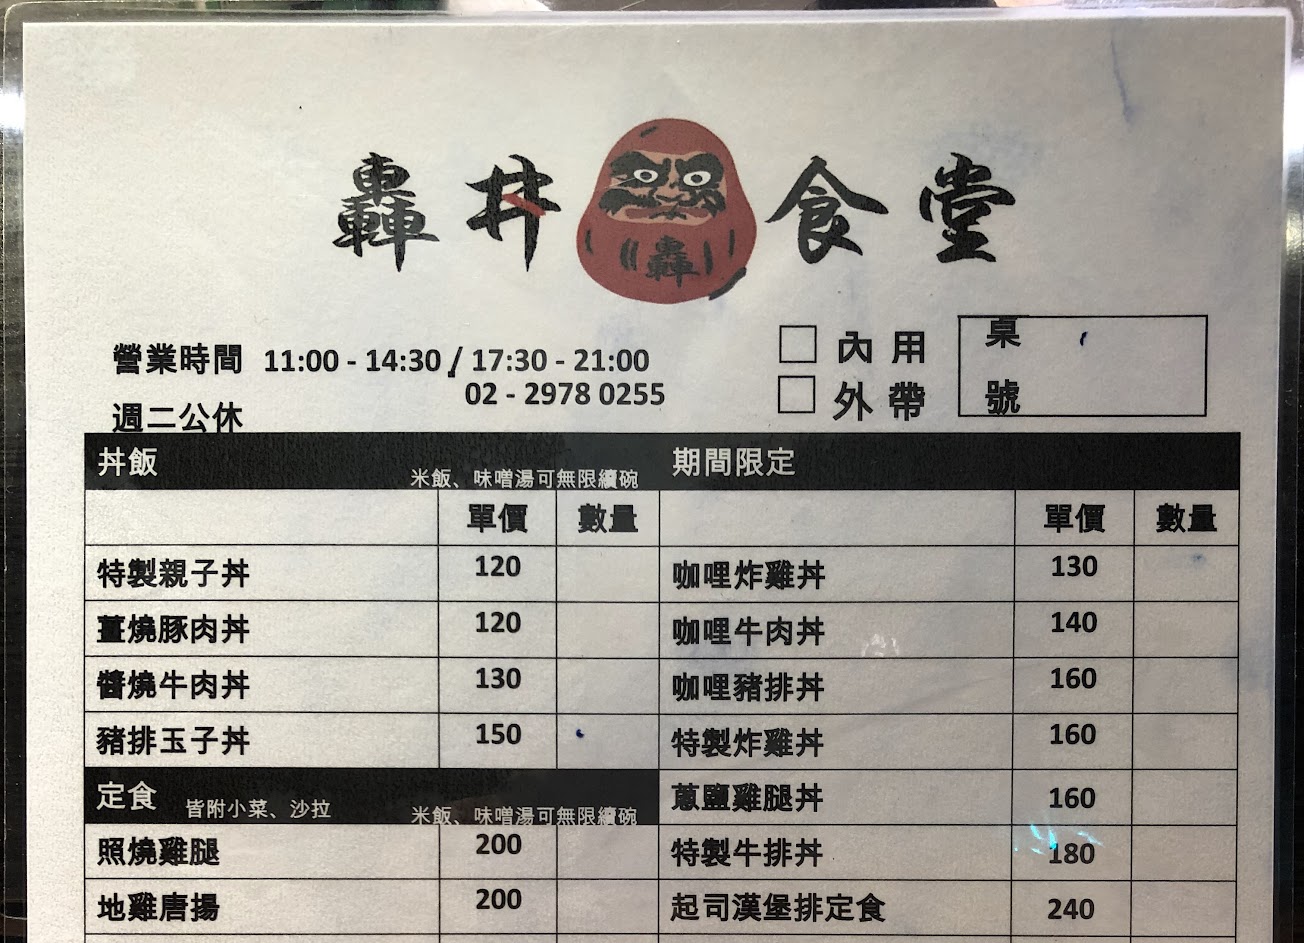 轟丼食堂
轟
營業時間 11:00 - 14:30 / 17:30 - 21:00
02 - 2978 0255
週二公休
內用
外帶
桌
號
丼飯 米飯、味噌湯可無限續碗
單價 數量
特製親子丼 120
薑燒豚肉丼 120
醬燒牛肉丼 130
豬排玉子丼 150
定食 皆附小菜、沙拉 米飯、味噌湯可無限續碗
照燒雞腿 200
地雞唐揚 200
期間限定
單價 數量
咖哩炸雞丼 130
咖哩牛肉丼 140
咖哩豬排丼 160
特製炸雞丼 160
蔥鹽雞腿丼 160
特製牛排丼 180
起司漢堡排定食 240